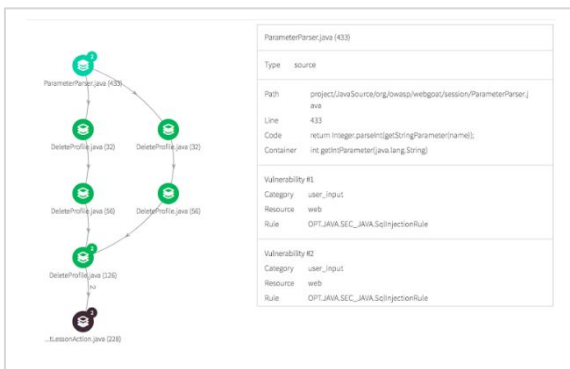 2
ParameterParser.java (433)
DeleteProfile.java (32)
DeleteProfile.java (32)
DeleteProfile.java (56)
DeleteProfile.java (56)
2
DeleteProfile.java (126)
...tLessonAction.java (228)
ParameterParser.java (433)
Type source
Path project/JavaSource/org/owasp/webgoat/session/ParameterParser.j
ava
Line 433
Code return Integer.parseInt(getStringParameter(name));
Container int getIntParameter(java.lang.String)
Vulnerability #1
Category user_input
Resource web
Rule OPT.JAVA.SEC_JAVA.SqlInjectionRule
Vulnerability #2
Category user_input
Resource web
Rule OPT.JAVA.SEC_JAVA.SqlInjectionRule